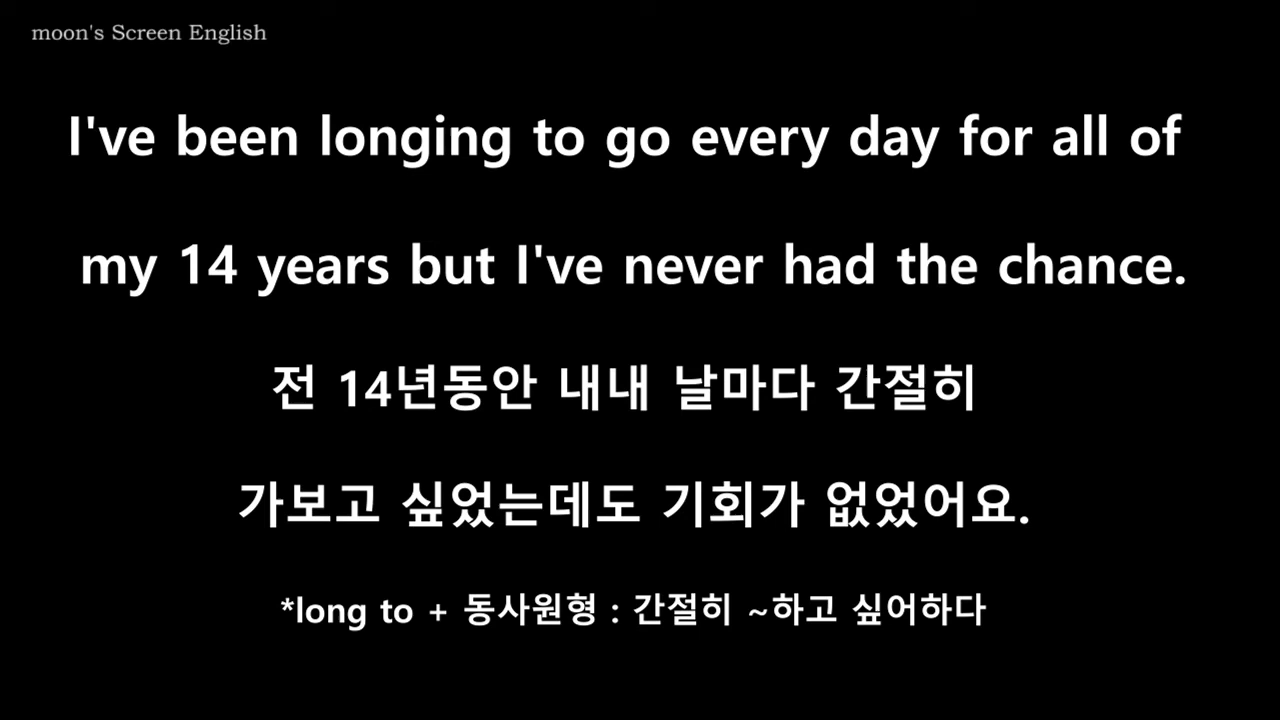 moon's Screen English
I've been longing to go every day for all of
my 14 years but I've never had the chance.
전 14년동안 내내 날마다 간절히
가보고 싶었는데도 기회가 없었어요.
*long to + 동사원형 : 간절히 ~하고 싶어하다